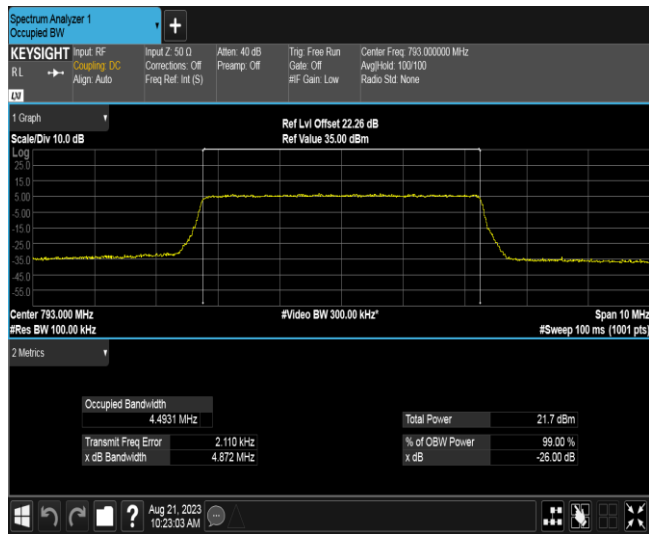 Spectrum Analyzer 1
Occupied BW
+
KEYSIGHT Input: RF Input Z: 50 Ω Atten: 40 dB Trig: Free Run Center Freq: 793.000000 MHz
RL Coupling: DC Corrections: Off Preamp: Off Gate: Off Avg|Hold: 100/100
Align: Auto Freq Ref: Int (S) #IF Gain: Low Radio Std: None
LXI
1 Graph
Scale/Div 10.0 dB
Ref Lvl Offset 22.26 dB
Ref Value 35.00 dBm
Log
25.0
15.0
5.00
-5.00
-15.0
-25.0
-35.0
-45.0
-55.0
Center 793.000 MHz #Video BW 300.00 kHz* Span 10 MHz
#Res BW 100.00 kHz #Sweep 100 ms (1001 pts)
2 Metrics
Occupied Bandwidth
4.4931 MHz Total Power 21.7 dBm
Transmit Freq Error 2.110 kHz % of OBW Power 99.00 %
x dB Bandwidth 4.872 MHz x dB -26.00 dB
? Aug 21, 2023
10:23:03 AM